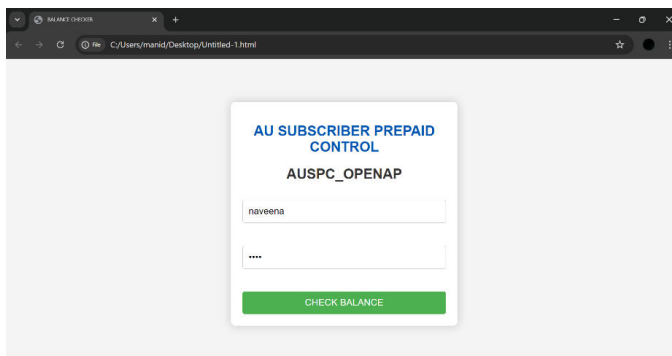 BALANCE CHECKER
File C:/Users/manid/Desktop/Untitled-1.html
AU SUBSCRIBER PREPAID
CONTROL
AUSPC_OPENAP
naveena
••••
CHECK BALANCE